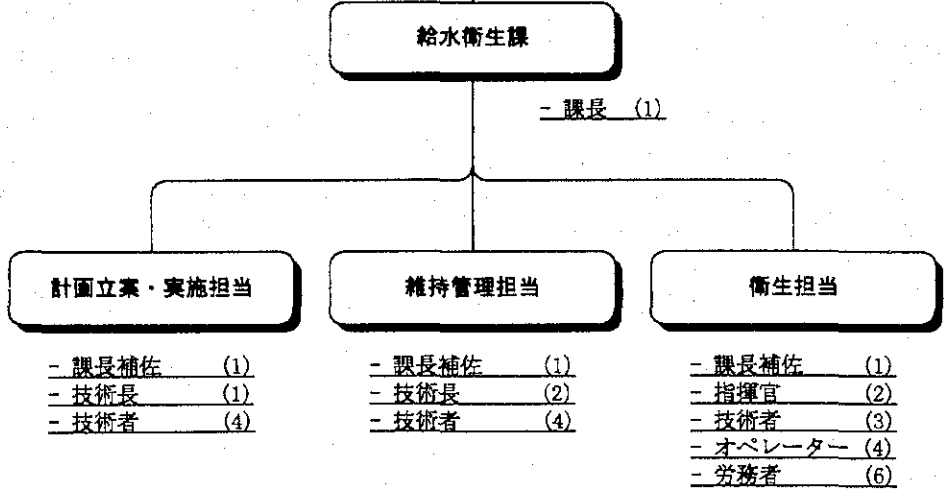 給水衛生課
- 課長 (1)
計画立案・実施担当
- 課長補佐 (1)
- 技術長 (1)
- 技術者 (4)
維持管理担当
- 課長補佐 (1)
- 技術長 (2)
- 技術者 (4)
衛生担当
- 課長補佐 (1)
- 指揮官 (2)
- 技術者 (3)
- オペレーター (4)
- 労務者 (6)